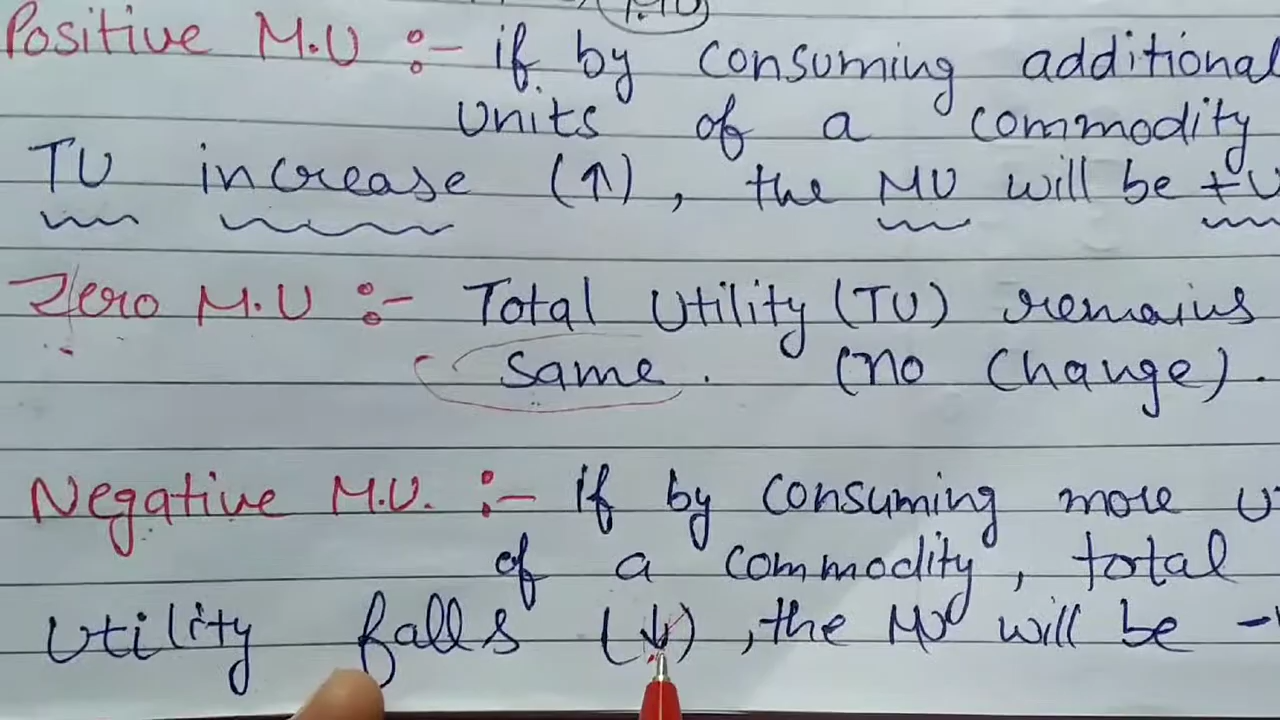 Positive M.U :- if by consuming additional
units of a commodity
TU increase (↑), the MU will be
Zero M.U :- Total Utility (TU) remains
same. (no change).
Negative M.U. :- If by consuming more
of a commodity, total
utility falls (↓), the MU will be